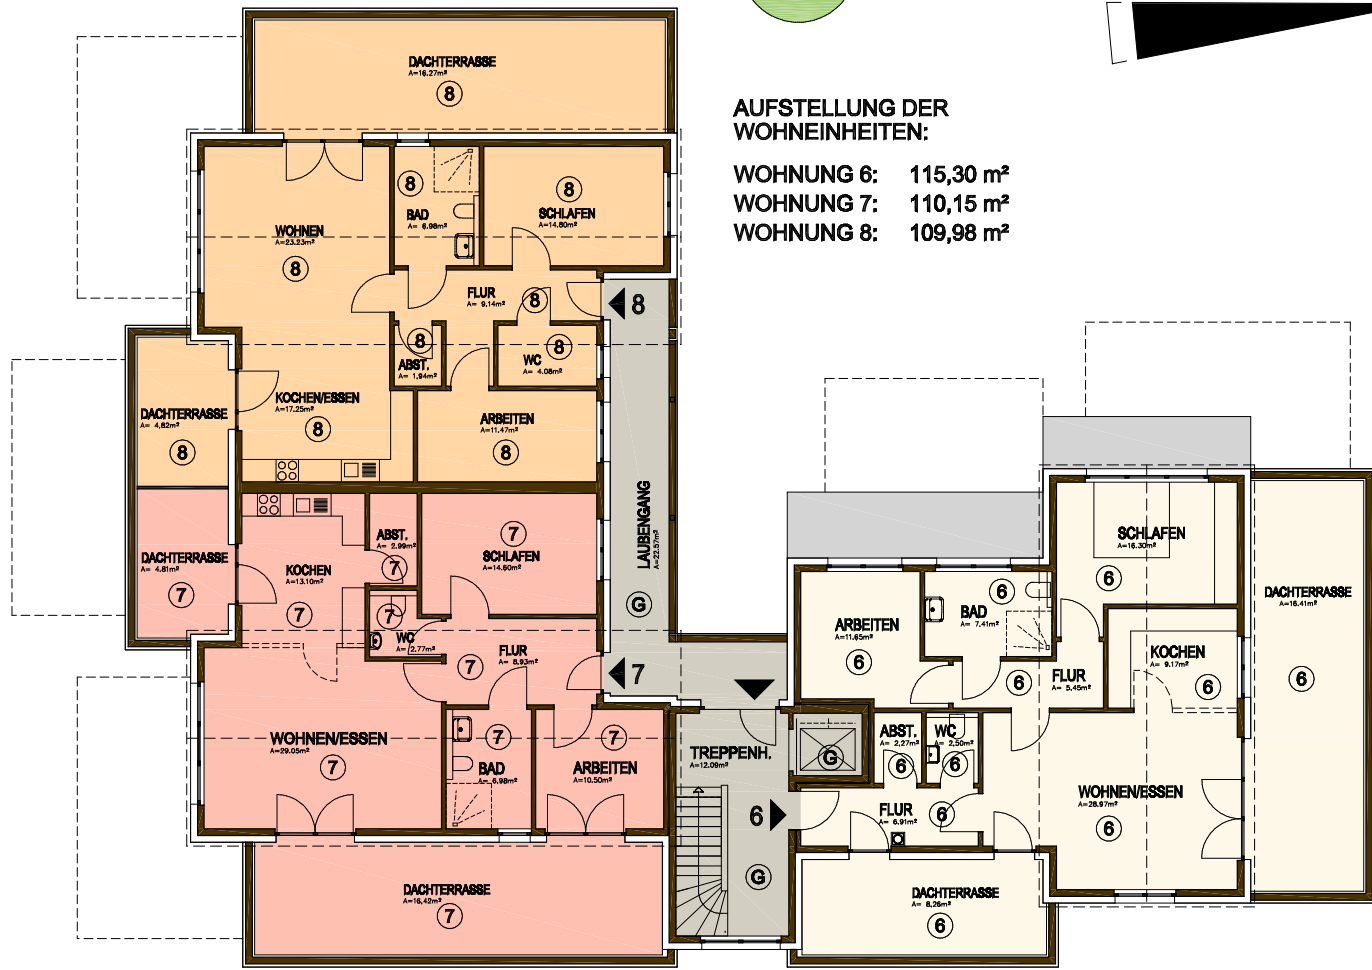 DACHTERRASSE
A=16.27m²
8
AUFSTELLUNG DER
WOHNEINHEITEN:
WOHNUNG 6: 115,30 m²
WOHNUNG 7: 110,15 m²
WOHNUNG 8: 109,98 m²
WOHNEN
A=23.23m²
8
8
BAD
A= 6.98m²
8
SCHLAFEN
A=14.80m²
FLUR
A= 9.14m²
8
8
8
ABST.
A= 1,94m²
WC
A= 4.08m²
8
KOCHEN/ESSEN
A=17.25m²
8
ARBEITEN
A=11.47m²
8
DACHTERRASSE
A= 4,82m²
8
DACHTERRASSE
A= 4.81m²
7
KOCHEN
A=13.10m²
7
ABST.
A= 2.99m²
7
7
SCHLAFEN
A=14.60m²
LAUBENGANG
A=22.57m²
G
7
WC
A= 2.77m²
FLUR
A= 8.93m²
7
7
WOHNEN/ESSEN
A=29.05m²
7
7
BAD
A= 6.98m²
7
ARBEITEN
A=10.50m²
DACHTERRASSE
A=16,42m²
7
TREPPENH.
A=12.09m²
G
6
G
ARBEITEN
A=11.65m²
6
6
BAD
A= 7.41m²
SCHLAFEN
A=16.30m²
6
DACHTERRASSE
A=16.41m²
6
KOCHEN
A= 9.17m²
6
FLUR
A= 5.45m²
6
ABST.
A= 2,27m²
6
WC
A= 2,50m²
6
FLUR
A= 6.91m²
6
WOHNEN/ESSEN
A=28.97m²
6
DACHTERRASSE
A= 8,26m²
6